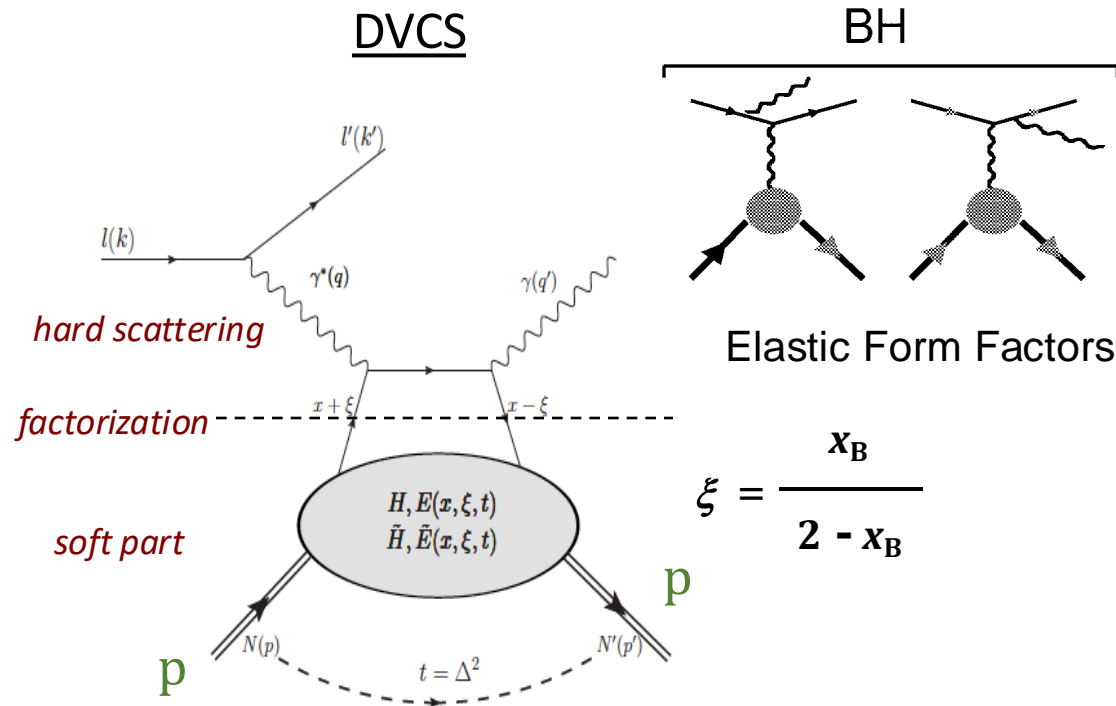 DVCS
BH
l'(k')
l(k)
γ*(q)
γ(q')
hard scattering
Elastic Form Factors
x + ξ
x − ξ
factorization
ξ = x_B / 2 - x_B
H, E(x, ξ, t)
H̃, Ẽ(x, ξ, t)
soft part
p
N(p)
N'(p')
p
t = Δ²